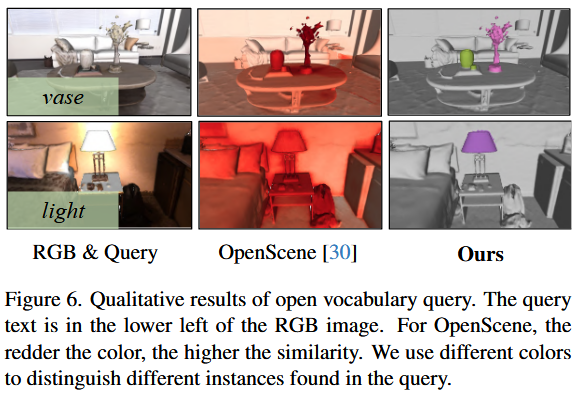 vase
light
RGB & Query OpenScene [30] Ours
Figure 6. Qualitative results of open vocabulary query. The query
text is in the lower left of the RGB image. For OpenScene, the
redder the color, the higher the similarity. We use different colors
to distinguish different instances found in the query.